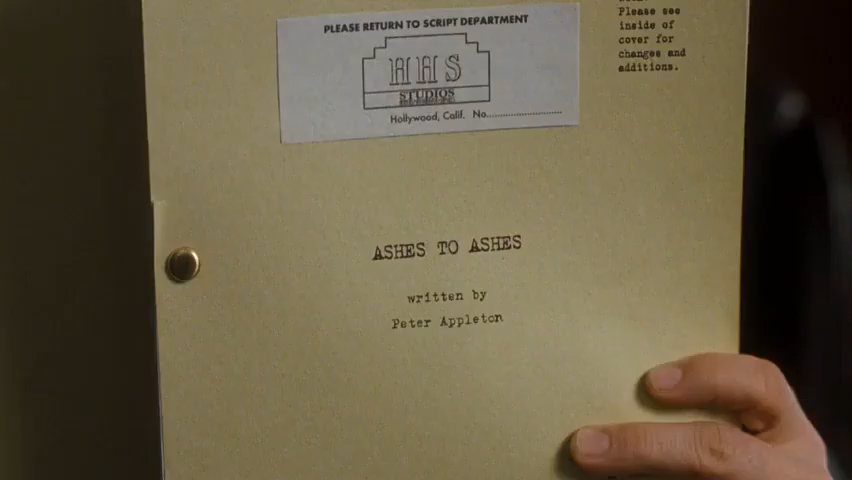 PLEASE RETURN TO SCRIPT DEPARTMENT
HHS
STUDIOS
Hollywood, Calif. No..............................
Please see
inside of
cover for
changes and
additions.
ASHES TO ASHES
written by
Peter Appleton